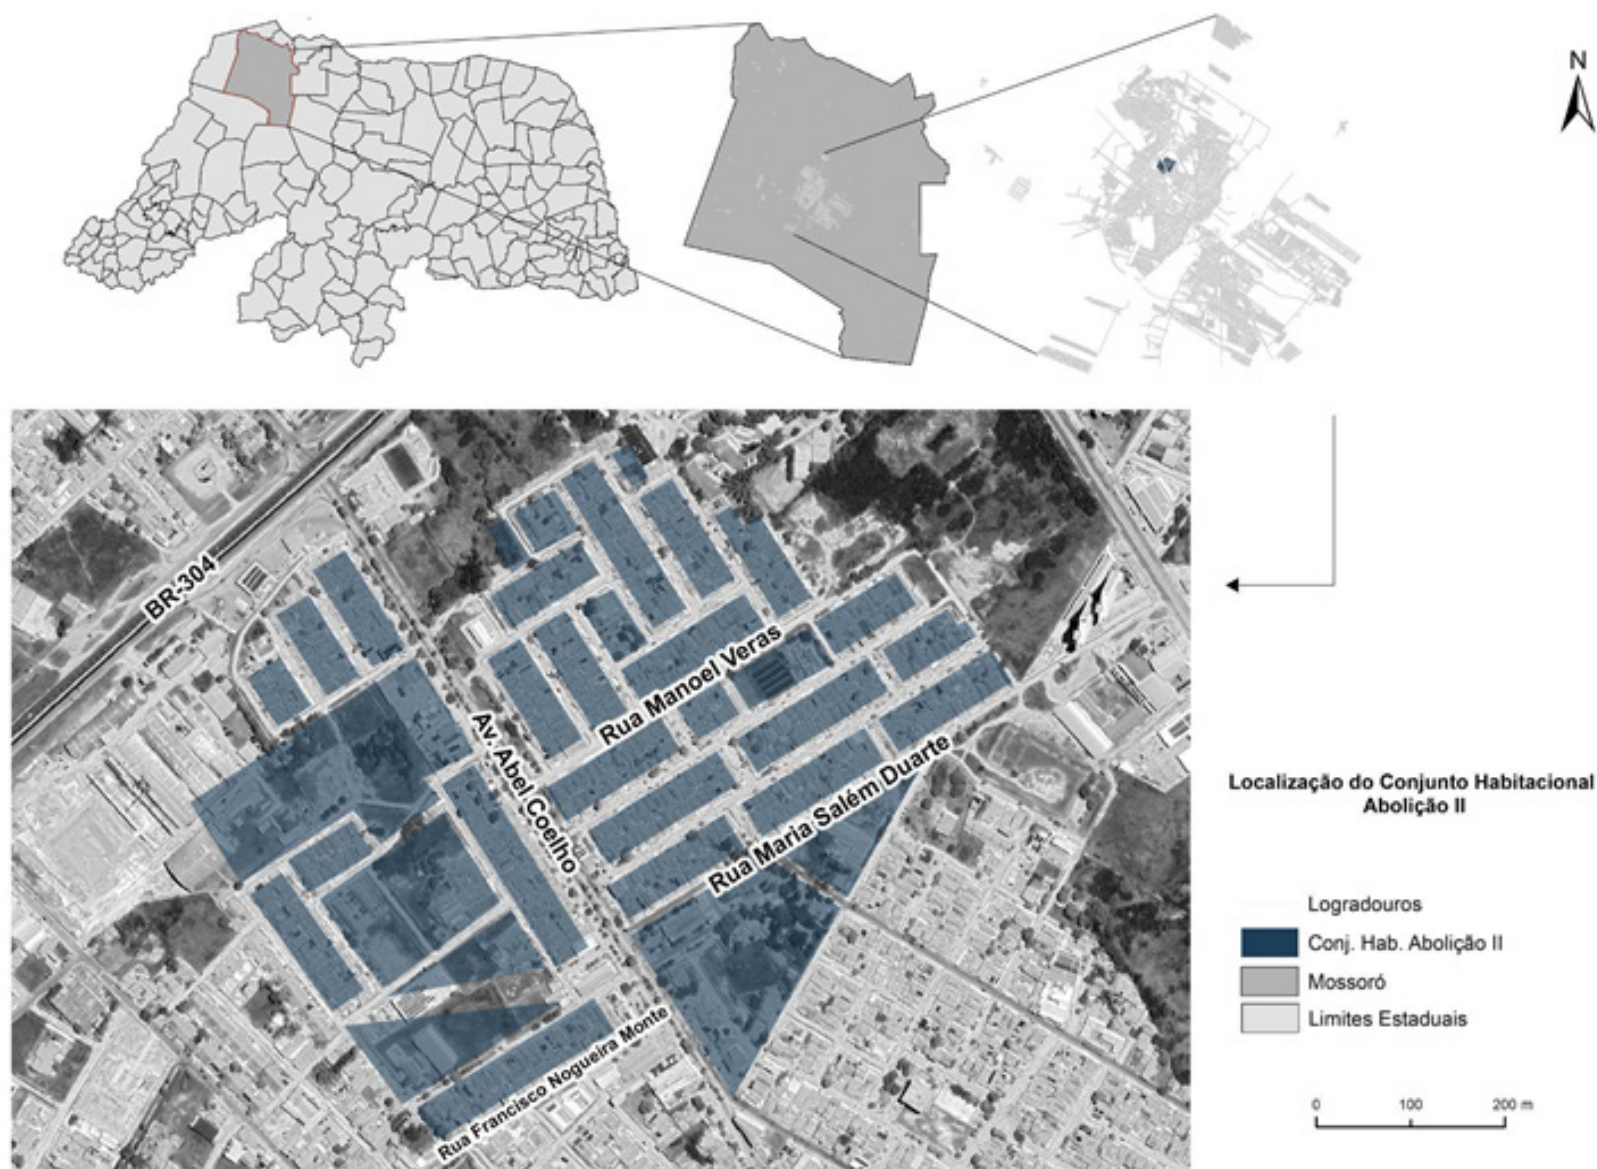 N
BR-304
Rua Manoel Veras
Av. Abel Coelho
Rua Maria Salém Duarte
Rua Francisco Nogueira Monte
Localização do Conjunto Habitacional
Abolição II
Logradouros
Conj. Hab. Abolição II
Mossoró
Limites Estaduais
0 100 200 m